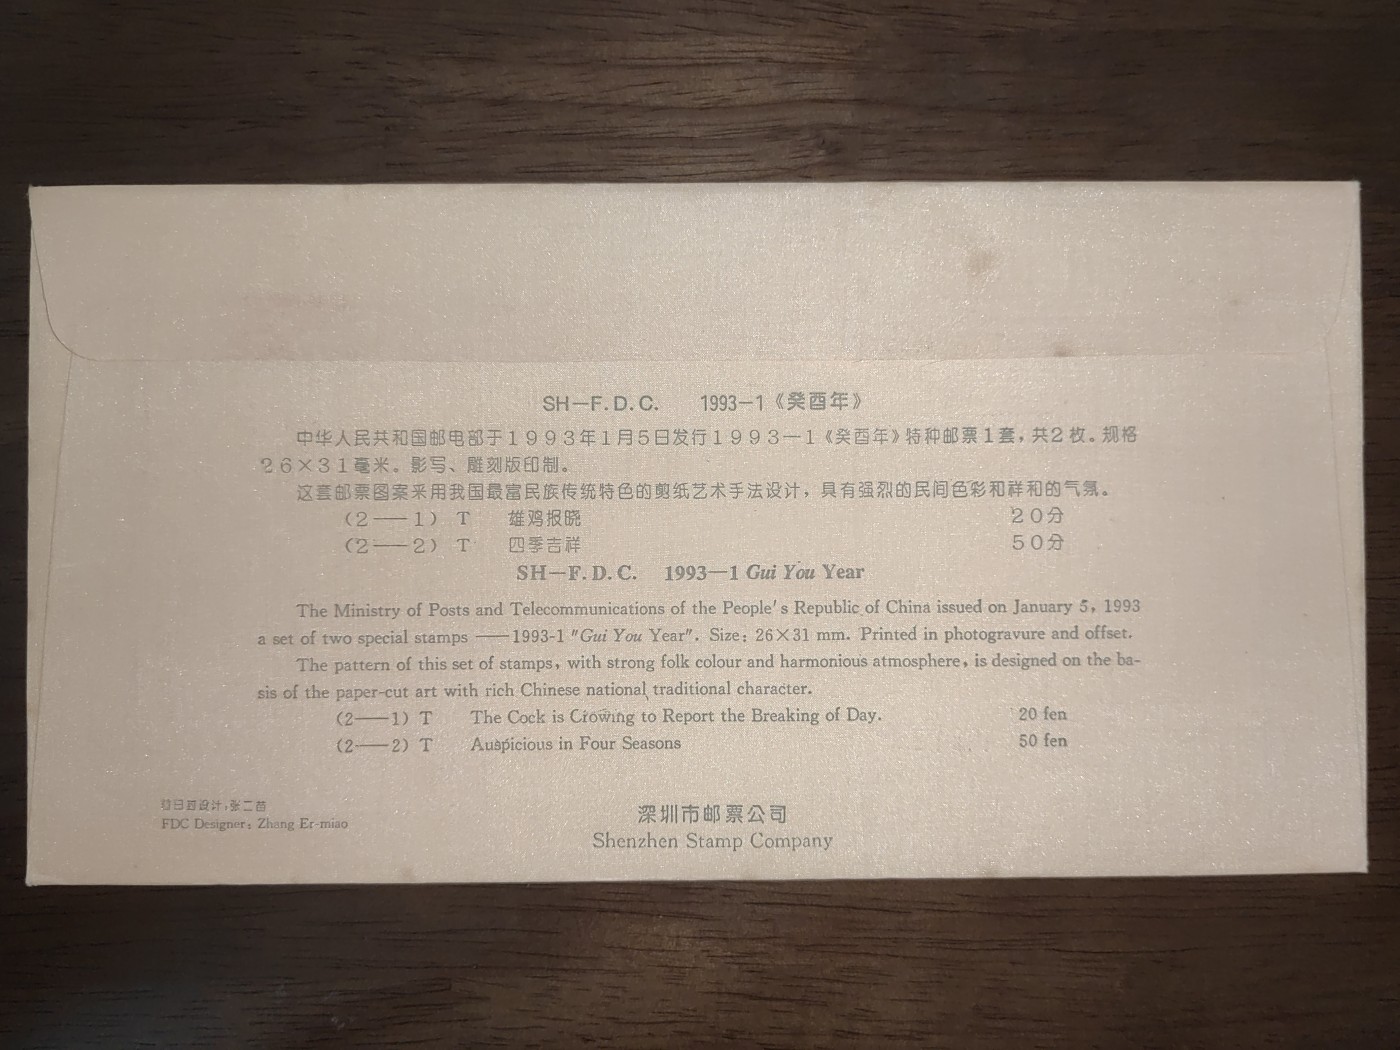 SH—F.D.C. 1993—1《癸酉年》
中华人民共和国邮电部于1993年1月5日发行1993—1《癸酉年》特种邮票1套，共2枚。规格
26×31毫米。影写、雕刻版印制。
这套邮票图案采用我国最富民族传统特色的剪纸艺术手法设计，具有强烈的民间色彩和祥和的气氛。
（2——1） T 雄鸡报晓 20分
（2——2） T 四季吉祥 50分
SH—F.D.C. 1993—1 Gui You Year
The Ministry of Posts and Telecommunications of the People's Republic of China issued on January 5, 1993
a set of two special stamps ——1993-1 "Gui You Year". Size: 26×31 mm. Printed in photogravure and offset.
The pattern of this set of stamps, with strong folk colour and harmonious atmosphere, is designed on the ba-
sis of the paper-cut art with rich Chinese national traditional character.
(2——1) T The Cock is Crowing to Report the Breaking of Day. 20 fen
(2——2) T Auspicious in Four Seasons 50 fen
日封设计，张二苗
FDC Designer: Zhang Er-miao
深圳市邮票公司
Shenzhen Stamp Company